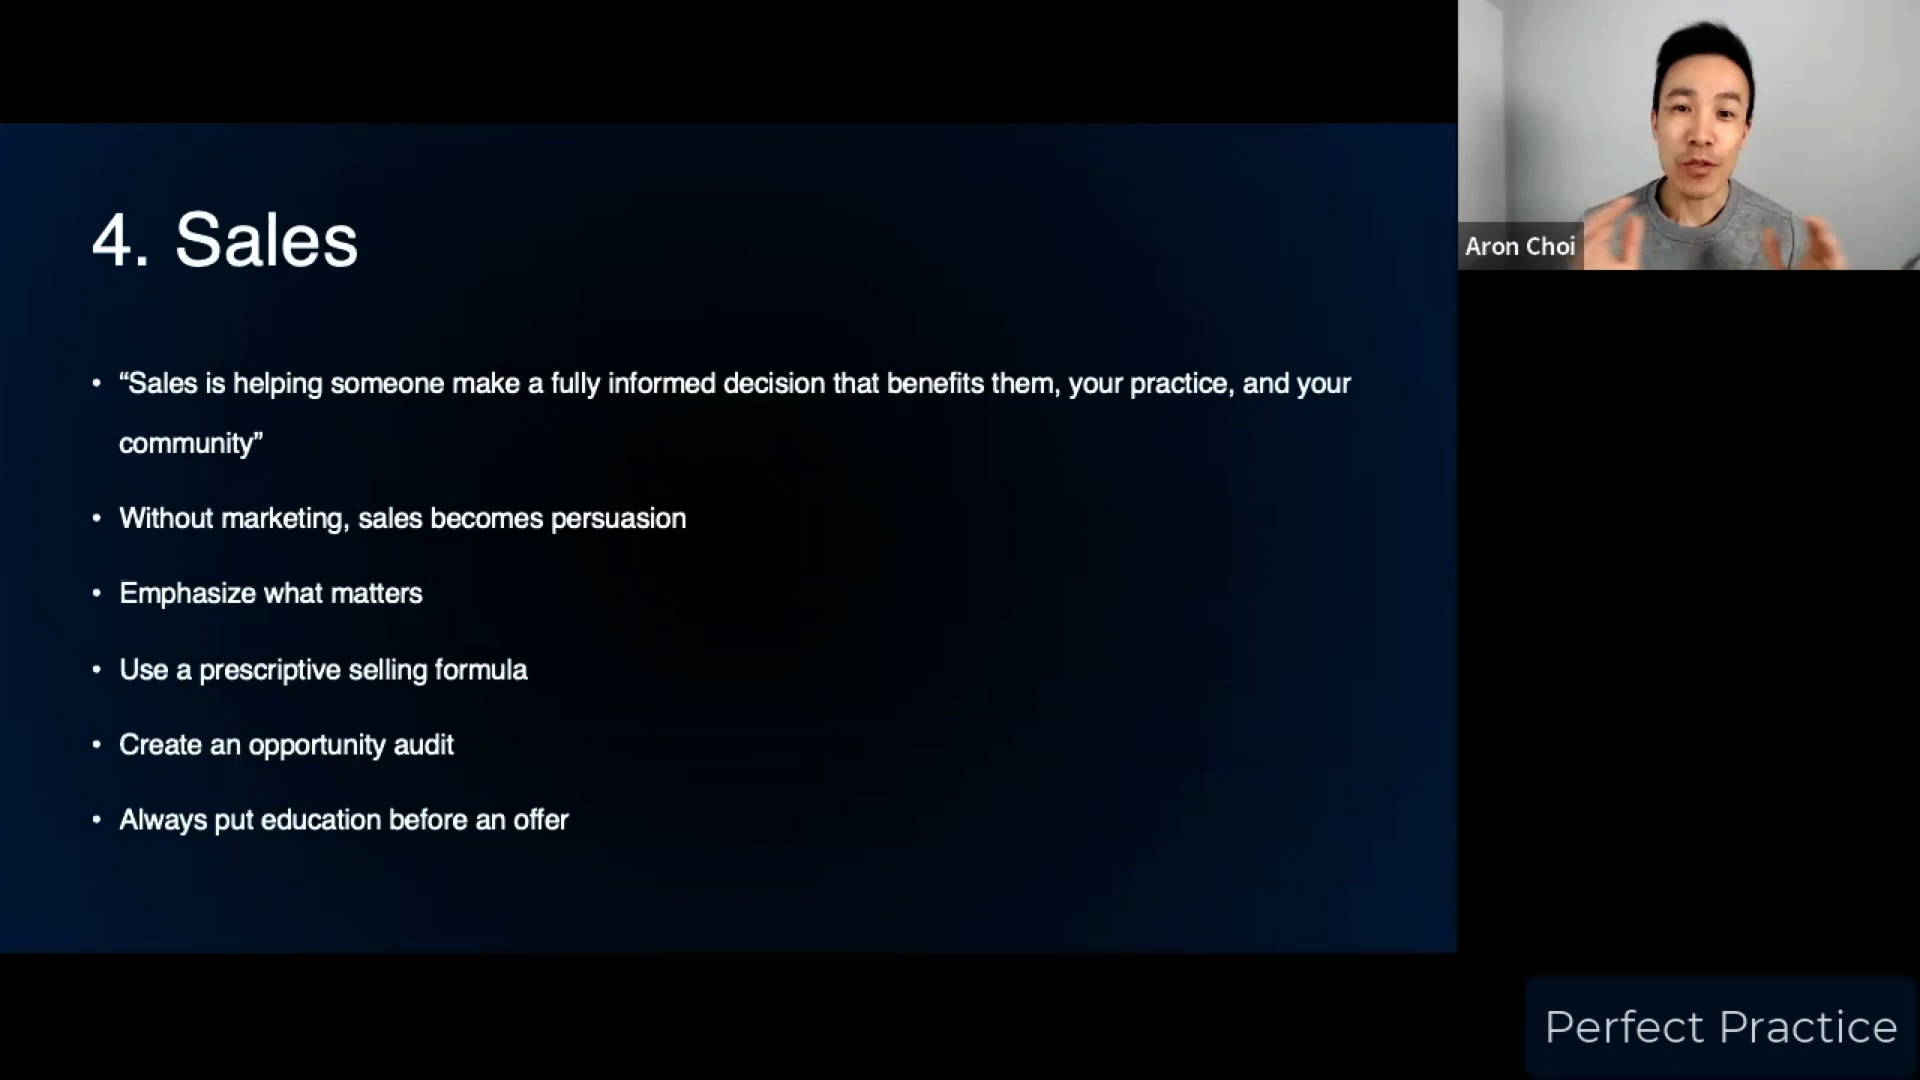 4. Sales
• “Sales is helping someone make a fully informed decision that benefits them, your practice, and your
community”
• Without marketing, sales becomes persuasion
• Emphasize what matters
• Use a prescriptive selling formula
• Create an opportunity audit
• Always put education before an offer
Aron Choi
Perfect Practice